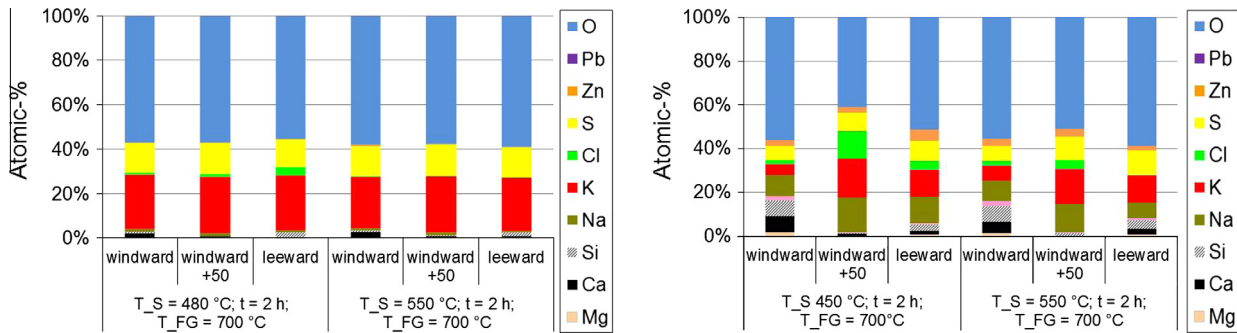 100%
80%
60%
40%
20%
0%
Atomic-%
windward
windward
+50
leeward
windward
windward
+50
leeward
T_S = 480 °C; t = 2 h;
T_FG = 700 °C
T_S = 550 °C; t = 2 h;
T_FG = 700 °C
O
Pb
Zn
S
Cl
K
Na
Si
Ca
Mg
100%
80%
60%
40%
20%
0%
Atomic-%
windward
windward
+50
leeward
windward
windward
+50
leeward
T_S 450 °C; t = 2 h;
T_FG = 700°C
T_S = 550 °C; t = 2 h;
T_FG = 700 °C
O
Pb
Zn
S
Cl
K
Na
Si
Ca
Mg